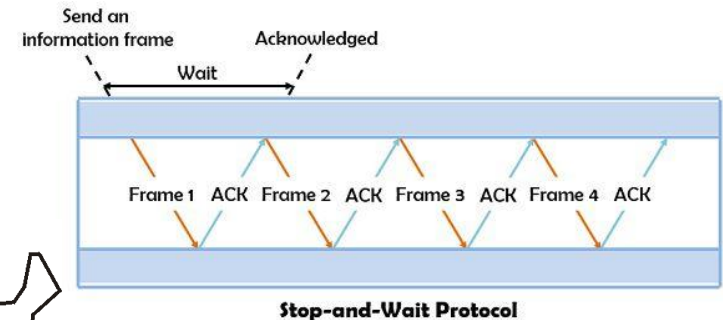 Send an
information frame
Acknowledged
Wait
Frame 1 ACK Frame 2 ACK Frame 3 ACK Frame 4 ACK
Stop-and-Wait Protocol